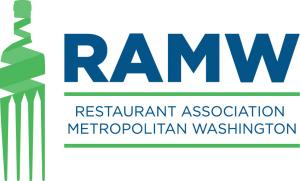 RAMW
RESTAURANT ASSOCIATION
METROPOLITAN WASHINGTON